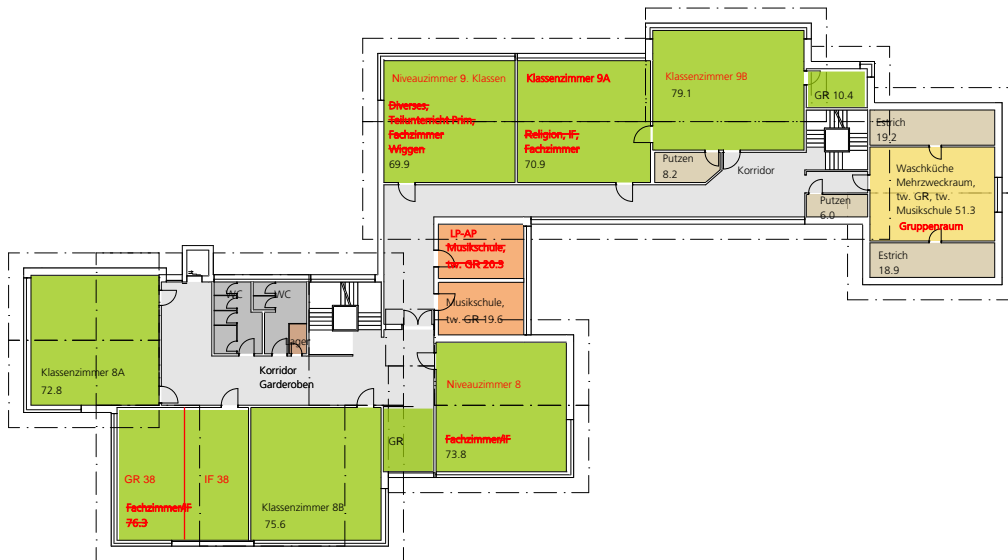 Niveauzimmer 9. Klassen
Diverses,
Teilunterricht Prim,
Fachzimmer
Wiggen
69.9
Klassenzimmer 9A
Religion, IF,
Fachzimmer
70.9
Klassenzimmer 9B
79.1
GR 10.4
Estrich
19.2
Putzen
8.2
Korridor
Waschküche
Mehrzweckraum,
tw. GR, tw.
Musikschule 51.3
Gruppenraum
Putzen
6.0
Estrich
18.9
LP-AP
Musikschule,
tw. GR 20.3
Musikschule,
tw. GR 19.6
WC
WC
Lager
Klassenzimmer 8A
72.8
Korridor
Garderoben
Niveauzimmer 8
Fachzimmer/IF
73.8
GR
GR 38
IF 38
Fachzimmer/IF
76.3
Klassenzimmer 8B
75.6